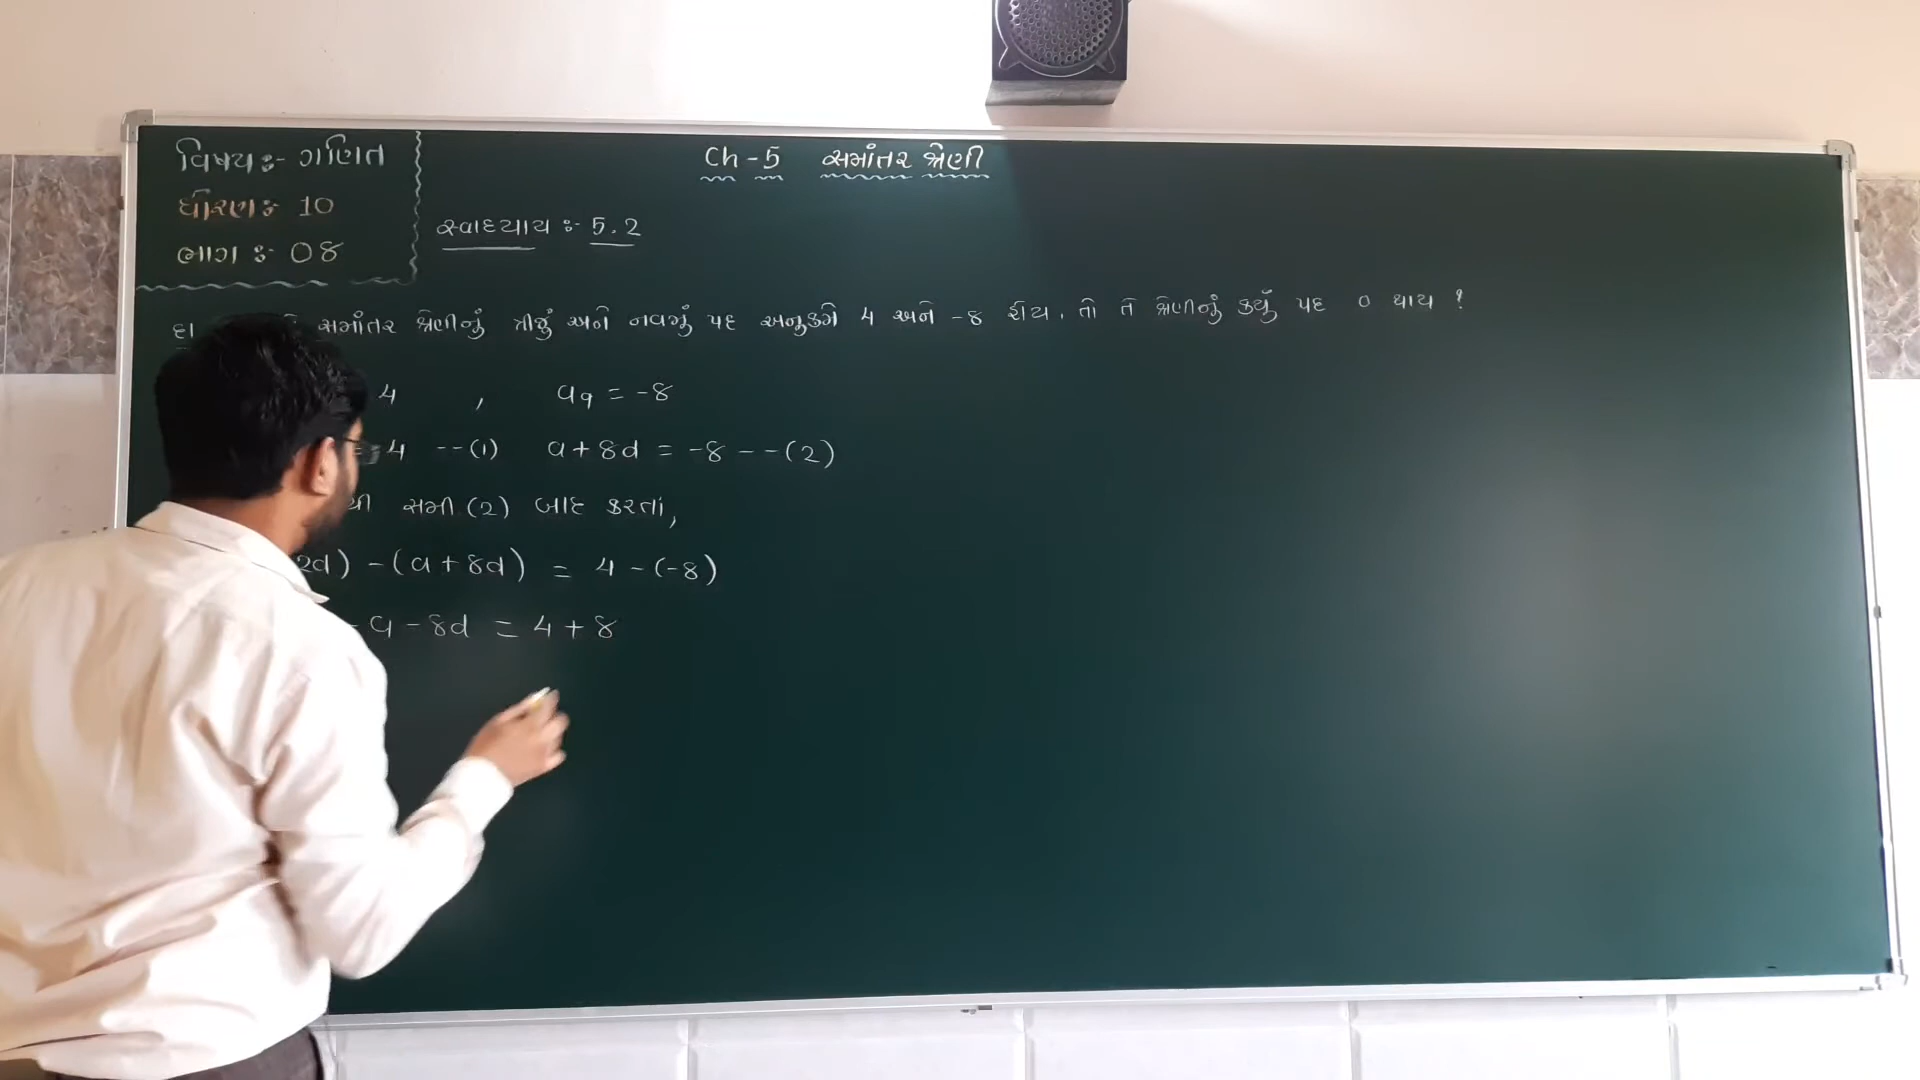 વિષય :- ગણિત
ધોરણ :- 10
ભાગ :- 08
Ch - 5 સમાંતર શ્રેણી
સ્વાધ્યાય :- 5.2
દા સમાંતર શ્રેણીનું ત્રીજું અને નવમું પદ અનુક્રમે 4 અને -8 હોય. તો તે શ્રેણીનું કયું પદ 0 થાય ?
4 , a₉ = -8
= 4 --(1) a + 8d = -8 --(2)
થી સમી (2) બાદ કરતાં,
2d) - (a + 8d) = 4 - (-8)
- a - 8d = 4 + 8